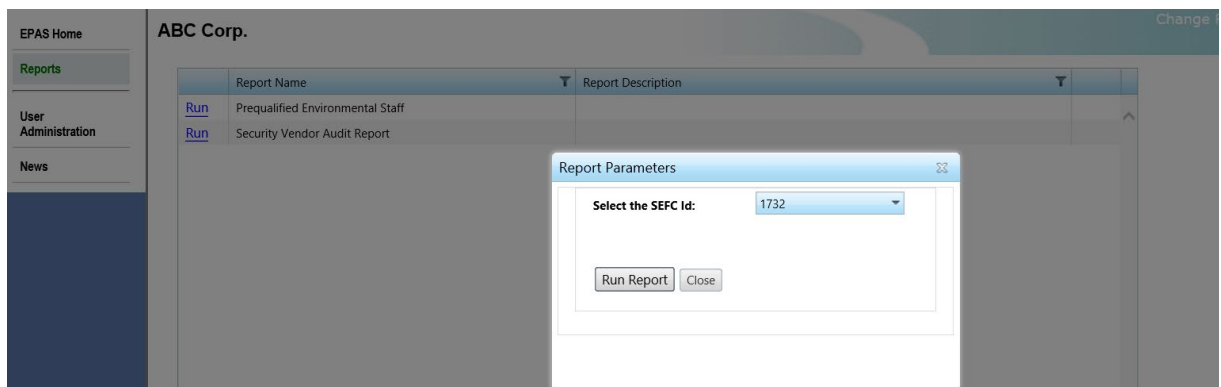 EPAS Home
Reports
User
Administration
News
ABC Corp.
Change
Report Name Report Description
Run Prequalified Environmental Staff
Run Security Vendor Audit Report
Report Parameters
Select the SEFC Id: 1732
Run Report Close